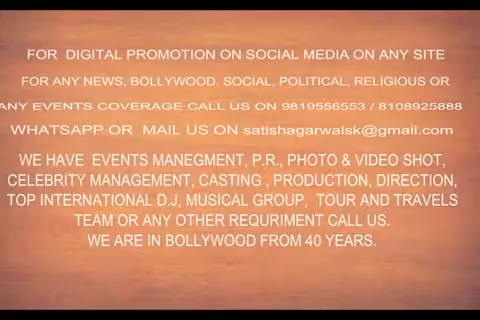 FOR DIGITAL PROMOTION ON SOCIAL MEDIA ON ANY SITE
FOR ANY NEWS, BOLLYWOOD, SOCIAL, POLITICAL, RELIGIOUS OR
ANY EVENTS COVERAGE CALL US ON 9819556553 / 8108925888
WHATSAPP OR MAIL US ON satishagarwalsk@gmail.com
WE HAVE EVENTS MANEGMENT, P.R., PHOTO & VIDEO SHOT,
CELEBRITY MANAGEMENT, CASTING , PRODUCTION, DIRECTION,
TOP INTERNATIONAL D.J, MUSICAL GROUP, TOUR AND TRAVELS
TEAM OR ANY OTHER REQURIMENT CALL US.
WE ARE IN BOLLYWOOD FROM 40 YEARS.